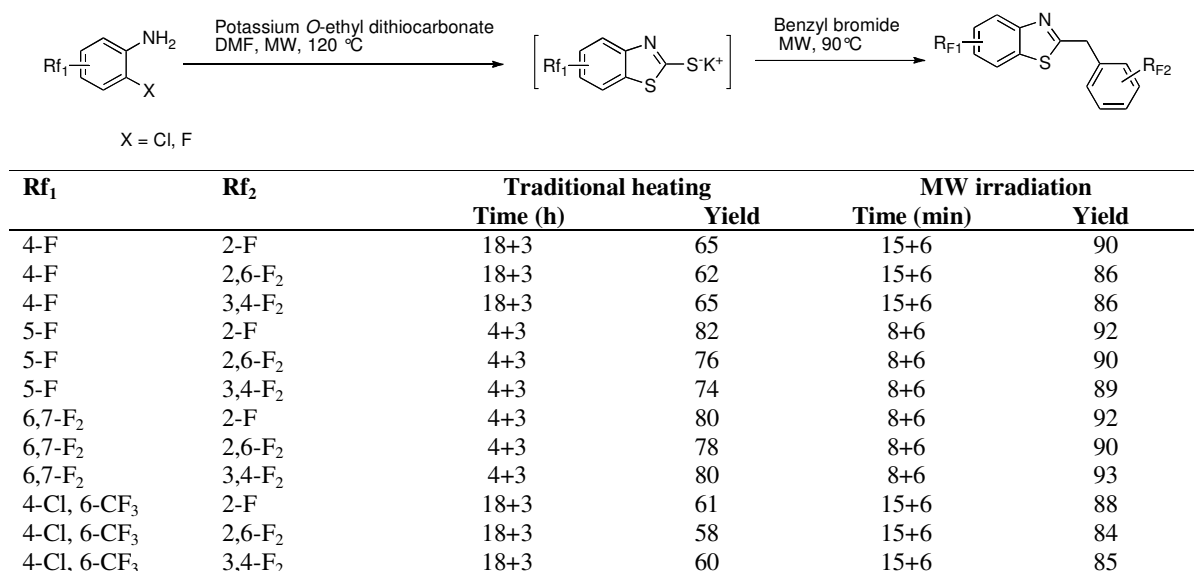 Potassium O-ethyl dithiocarbonate
DMF, MW, 120 °C
Benzyl bromide
MW, 90°C
Rf₁ NH₂ X
Rf₁ N S S⁻K⁺
R_F1 N S R_F2
X = Cl, F
Rf₁ Rf₂ Traditional heating MW irradiation
Time (h) Yield Time (min) Yield
4-F 2-F 18+3 65 15+6 90
4-F 2,6-F₂ 18+3 62 15+6 86
4-F 3,4-F₂ 18+3 65 15+6 86
5-F 2-F 4+3 82 8+6 92
5-F 2,6-F₂ 4+3 76 8+6 90
5-F 3,4-F₂ 4+3 74 8+6 89
6,7-F₂ 2-F 4+3 80 8+6 92
6,7-F₂ 2,6-F₂ 4+3 78 8+6 90
6,7-F₂ 3,4-F₂ 4+3 80 8+6 93
4-Cl, 6-CF₃ 2-F 18+3 61 15+6 88
4-Cl, 6-CF₃ 2,6-F₂ 18+3 58 15+6 84
4-Cl, 6-CF₃ 3,4-F₂ 18+3 60 15+6 85